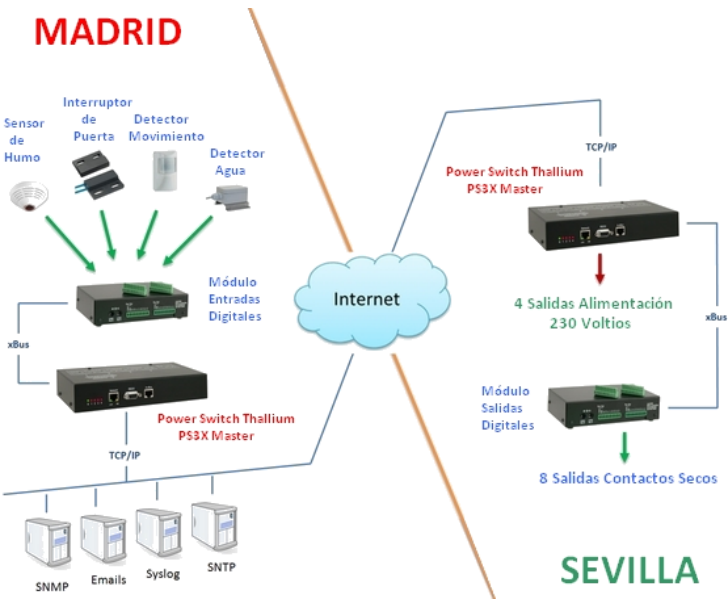 MADRID
Sensor
de
Humo
Interruptor
de
Puerta
Detector
Movimiento
Detector
Agua
Módulo
Entradas
Digitales
xBus
Power Switch Thallium
PS3X Master
TCP/IP
SNMP
Emails
Syslog
SNTP
Internet
TCP/IP
Power Switch Thallium
PS3X Master
4 Salidas Alimentación
230 Voltios
xBus
Módulo
Salidas
Digitales
8 Salidas Contactos Secos
SEVILLA